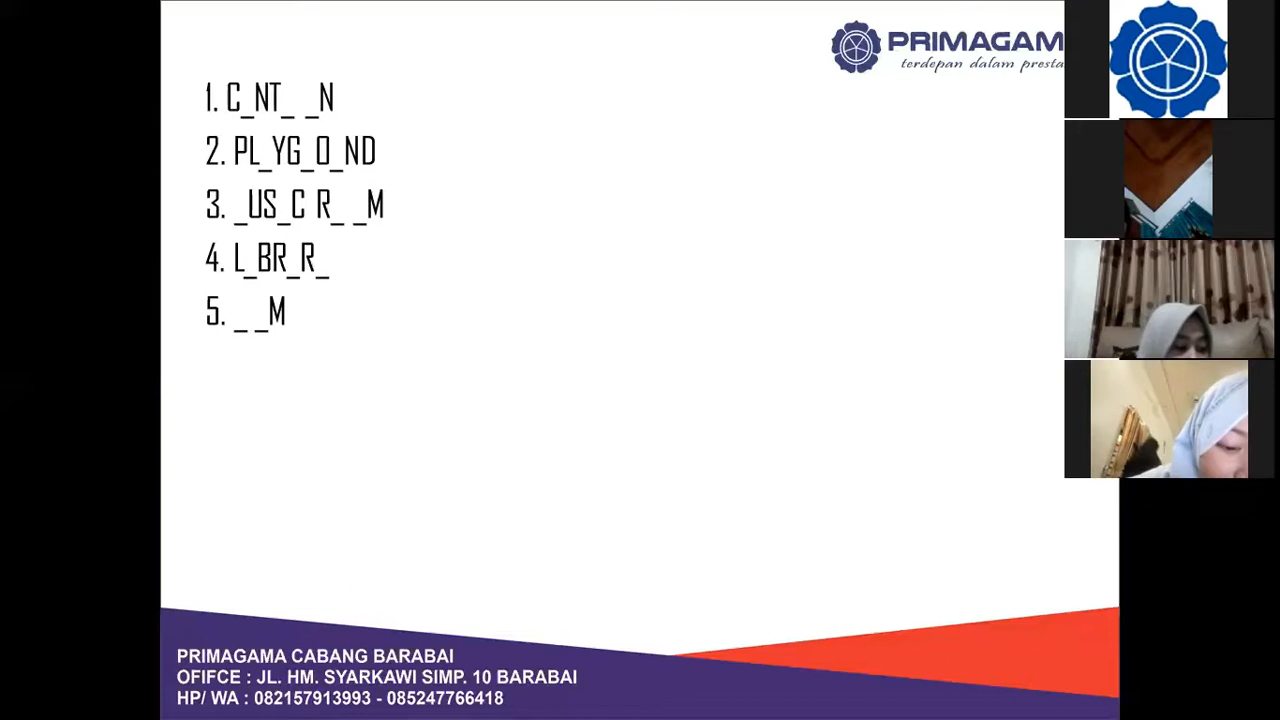 PRIMAGAM
terdepan dalam presta
1. C_NT_ _N
2. PL_YG_O_ND
3. _US_C R_ _M
4. L_BR_R_
5. _ _M
PRIMAGAMA CABANG BARABAI
OFIFCE : JL. HM. SYARKAWI SIMP. 10 BARABAI
HP/ WA : 082157913993 - 085247766418